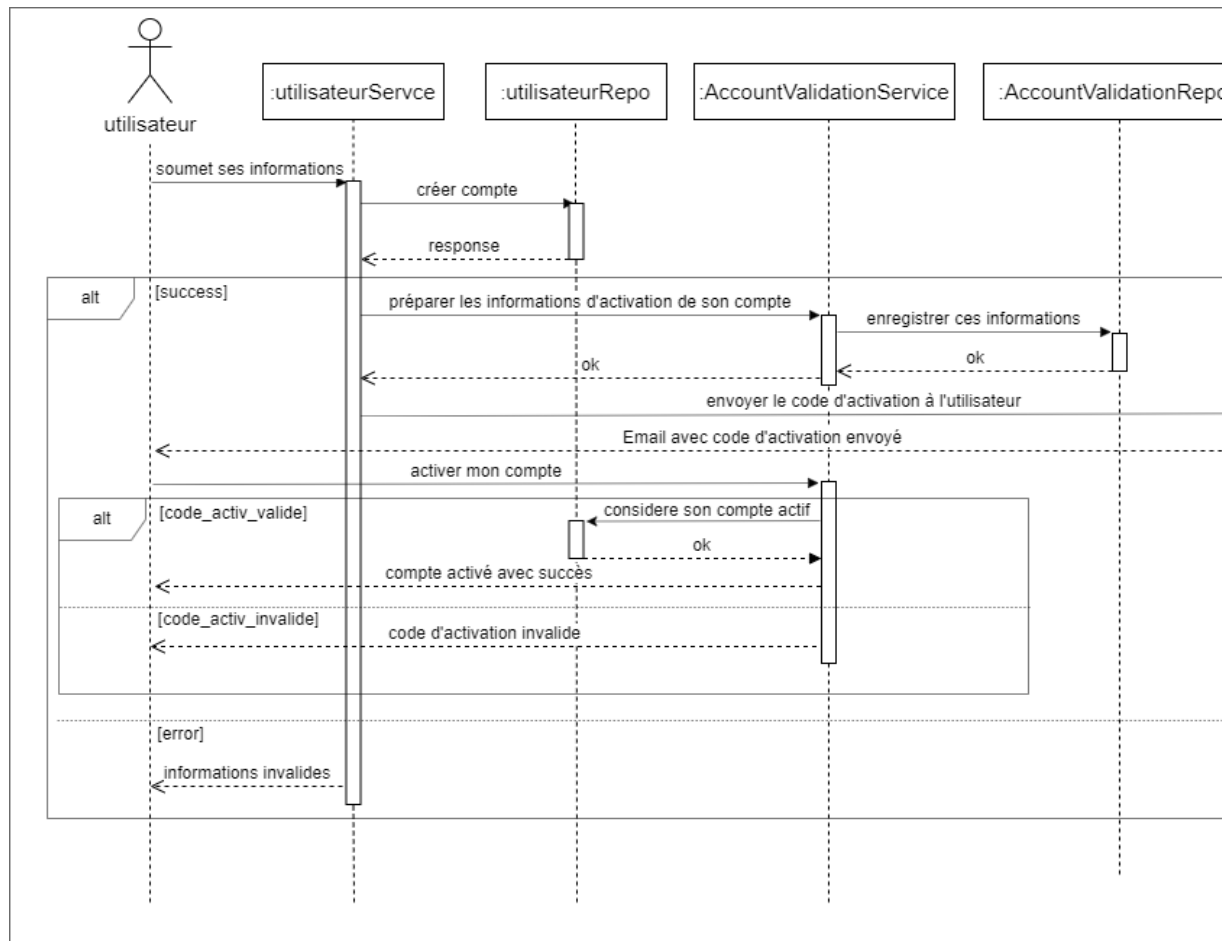 utilisateur
:utilisateurServce
:utilisateurRepo
:AccountValidationService
:AccountValidationRepo
soumet ses informations
créer compte
response
alt
[success]
préparer les informations d'activation de son compte
enregistrer ces informations
ok
ok
envoyer le code d'activation à l'utilisateur
Email avec code d'activation envoyé
activer mon compte
alt
[code_activ_valide]
considere son compte actif
ok
compte activé avec succès
[code_activ_invalide]
code d'activation invalide
[error]
informations invalides